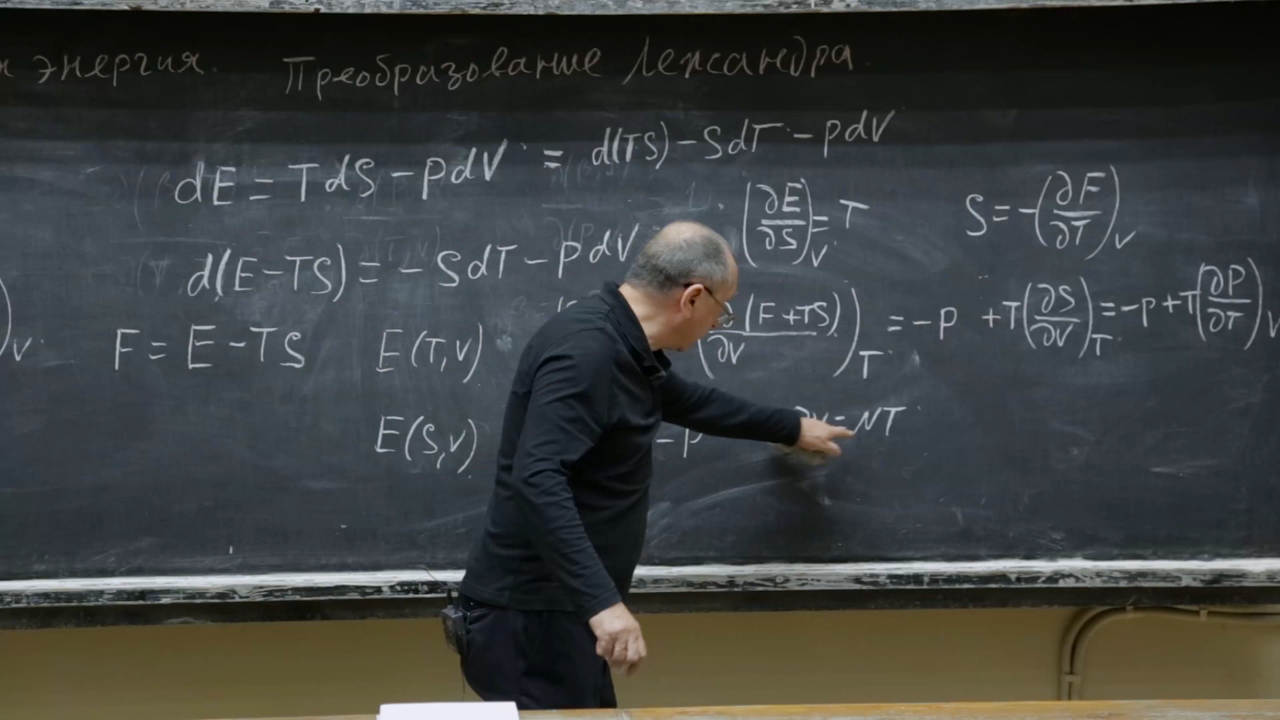 энергия. Преобразование Лежандра
dE = TdS - pdV = d(TS) - SdT - pdV
(∂E/∂S)_V = T
S = -(∂F/∂T)_V
d(E-TS) = - SdT - pdV
F = E - TS
E(T,V)
(F+TS)/∂V)_T = -p + T(∂S/∂V)_T = -p + T(∂P/∂T)_V
)_V
E(S,V)
-p
=NT